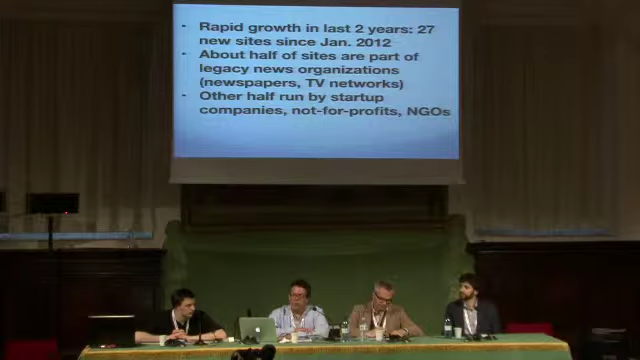 • Rapid growth in last 2 years: 27
new sites since Jan. 2012
• About half of sites are part of
legacy news organizations
(newspapers, TV networks)
• Other half run by startup
companies, not-for-profits, NGOs